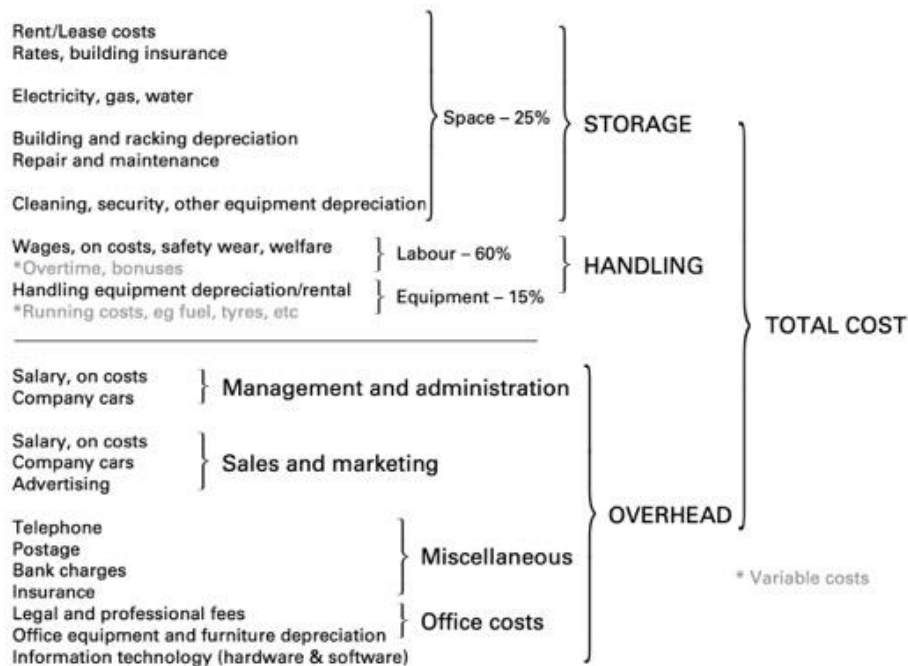 Rent/Lease costs
Rates, building insurance
Electricity, gas, water
Building and racking depreciation
Repair and maintenance
Cleaning, security, other equipment depreciation
Space – 25%
STORAGE
Wages, on costs, safety wear, welfare
*Overtime, bonuses
Labour – 60%
Handling equipment depreciation/rental
*Running costs, eg fuel, tyres, etc
Equipment – 15%
HANDLING
TOTAL COST
Salary, on costs
Company cars
Management and administration
Salary, on costs
Company cars
Advertising
Sales and marketing
OVERHEAD
Telephone
Postage
Bank charges
Insurance
Miscellaneous
Legal and professional fees
Office equipment and furniture depreciation
Information technology (hardware & software)
Office costs
* Variable costs